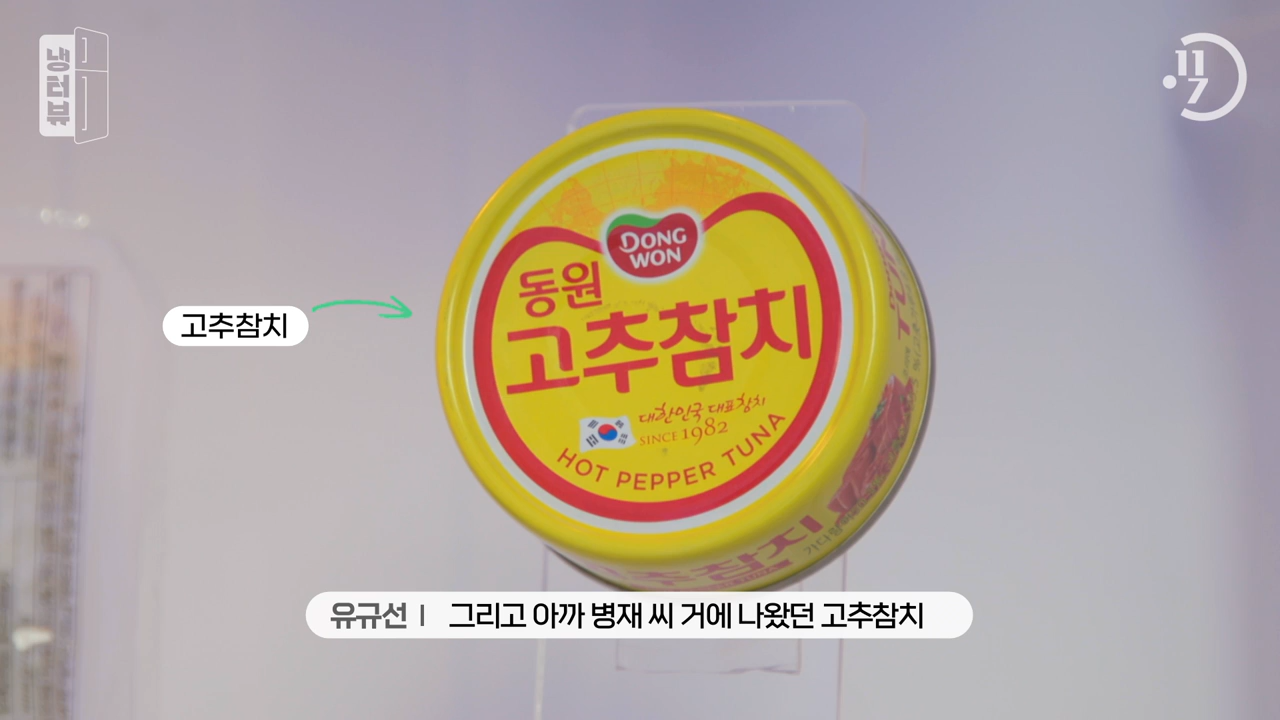 냉터뷰
11
7
DONG
WON
동원
고추참치
고추참치
대한민국 대표참치
SINCE 1982
HOT PEPPER TUNA
유규선 | 그리고 아까 병재 씨 거에 나왔던 고추참치